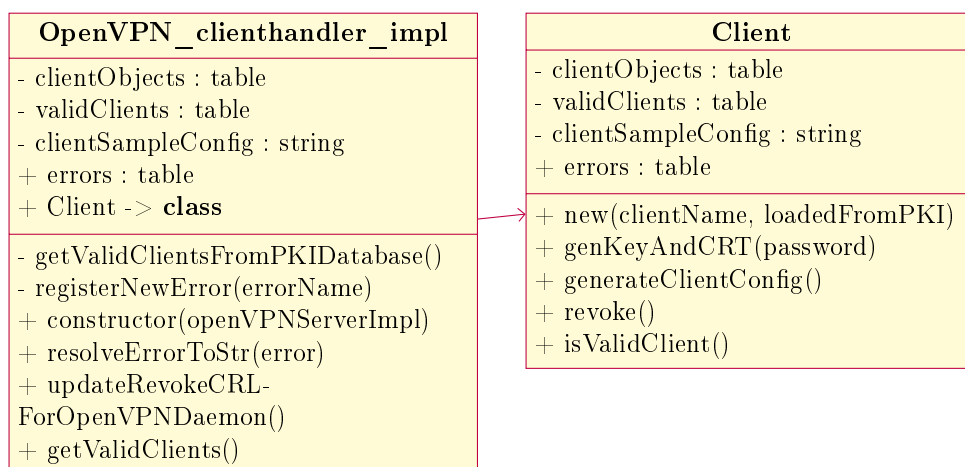 OpenVPN_clienthandler_impl
- clientObjects : table
- validClients : table
- clientSampleConfig : string
+ errors : table
+ Client -> class
- getValidClientsFromPKIDatabase()
- registerNewError(errorName)
+ constructor(openVPNServerImpl)
+ resolveErrorToStr(error)
+ updateRevokeCRL-
ForOpenVPNDaemon()
+ getValidClients()
Client
- clientObjects : table
- validClients : table
- clientSampleConfig : string
+ errors : table
+ new(clientName, loadedFromPKI)
+ genKeyAndCRT(password)
+ generateClientConfig()
+ revoke()
+ isValidClient()